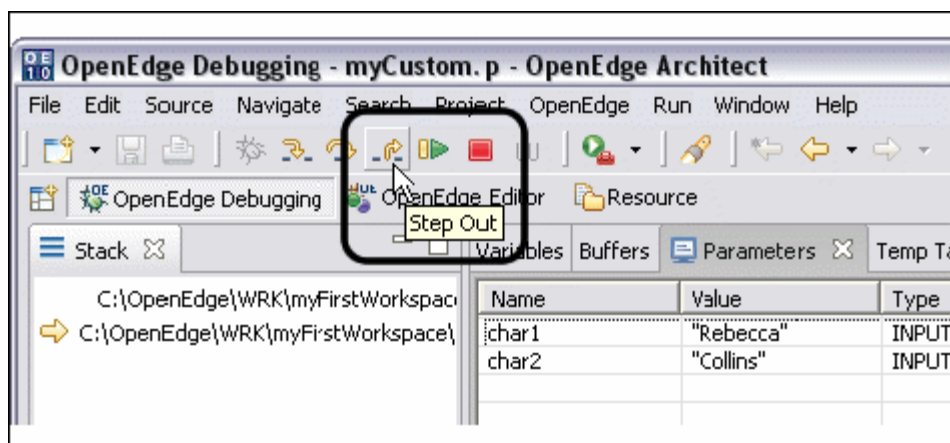 OpenEdge Debugging - myCustom.p - OpenEdge Architect
File Edit Source Navigate Search Project OpenEdge Run Window Help
OpenEdge Debugging OpenEdge Editor Resource
Step Out
Stack Variables Buffers Parameters Temp Ta
C:\OpenEdge\WRK\myFirstWorkspac Name Value Type
C:\OpenEdge\WRK\myFirstWorkspace\ char1 "Rebecca" INPUT
char2 "Collins" INPUT